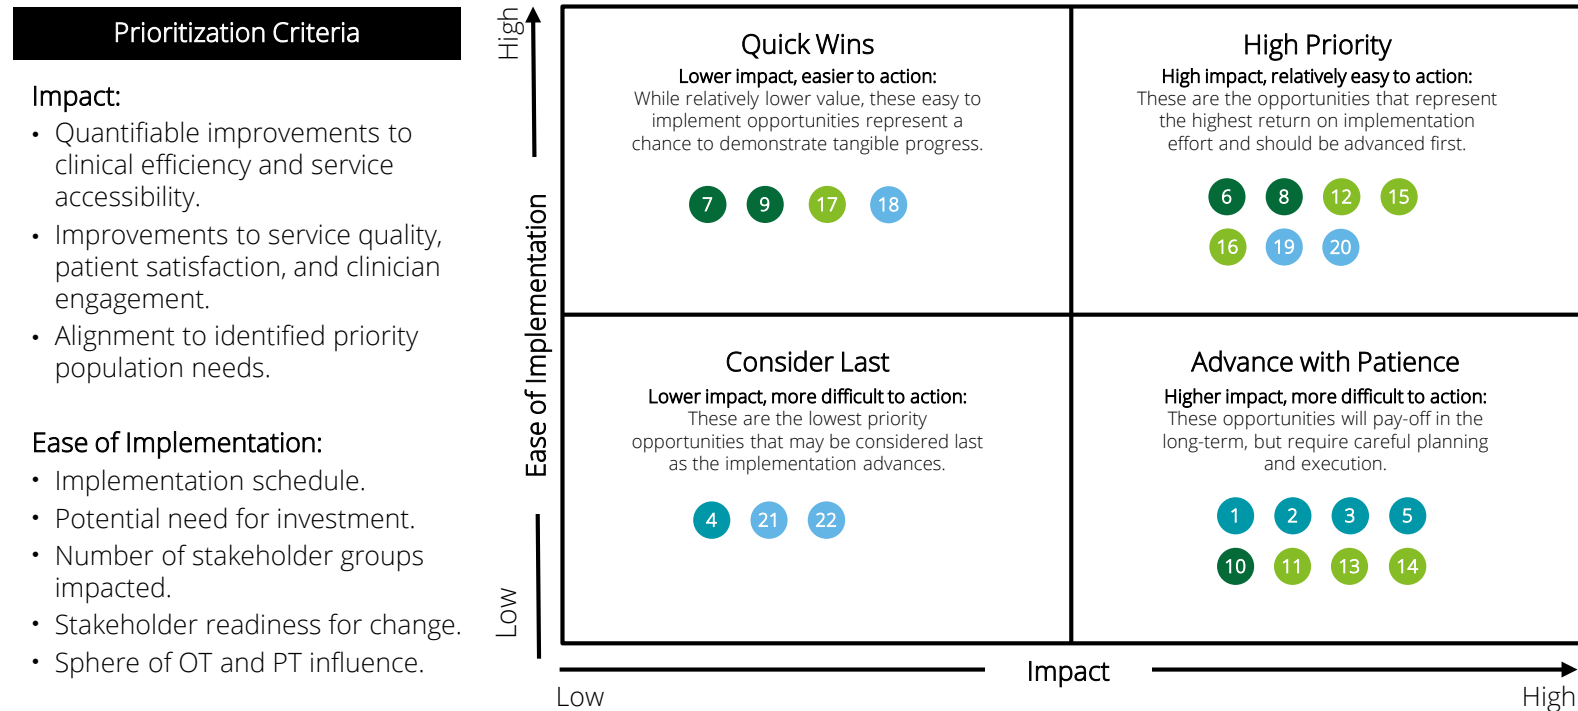 Prioritization Criteria
Impact:
• Quantifiable improvements to
clinical efficiency and service
accessibility.
• Improvements to service quality,
patient satisfaction, and clinician
engagement.
• Alignment to identified priority
population needs.
Ease of Implementation:
• Implementation schedule.
• Potential need for investment.
• Number of stakeholder groups
impacted.
• Stakeholder readiness for change.
• Sphere of OT and PT influence.
High
Ease of Implementation
Low
Quick Wins
Lower impact, easier to action:
While relatively lower value, these easy to
implement opportunities represent a
chance to demonstrate tangible progress.
7 9 17 18
High Priority
High impact, relatively easy to action:
These are the opportunities that represent
the highest return on implementation
effort and should be advanced first.
6 8 12 15
16 19 20
Consider Last
Lower impact, more difficult to action:
These are the lowest priority
opportunities that may be considered last
as the implementation advances.
4 21 22
Advance with Patience
Higher impact, more difficult to action:
These opportunities will pay-off in the
long-term, but require careful planning
and execution.
1 2 3 5
10 11 13 14
Impact
Low
High